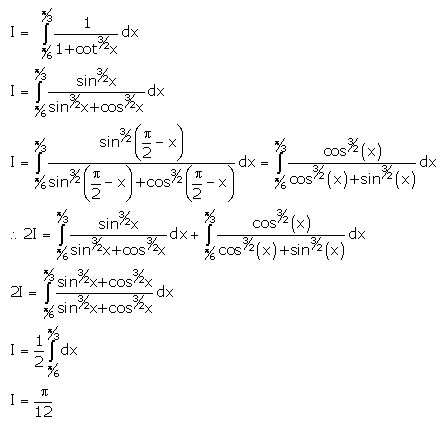 I = ∫_{π/6}^{π/3} 1/(1+cot^{3/2}x) dx
I = ∫_{π/6}^{π/3} sin^{3/2}x/(sin^{3/2}x+cos^{3/2}x) dx
I = ∫_{π/6}^{π/3} sin^{3/2}(π/2 − x)/(sin^{3/2}(π/2 − x)+cos^{3/2}(π/2 − x)) dx = ∫_{π/6}^{π/3} cos^{3/2}(x)/(cos^{3/2}(x)+sin^{3/2}(x)) dx
∴ 2I = ∫_{π/6}^{π/3} sin^{3/2}x/(sin^{3/2}x+cos^{3/2}x) dx + ∫_{π/6}^{π/3} cos^{3/2}(x)/(cos^{3/2}(x)+sin^{3/2}(x)) dx
2I = ∫_{π/6}^{π/3} (sin^{3/2}x+cos^{3/2}x)/(sin^{3/2}x+cos^{3/2}x) dx
I = 1/2 ∫_{π/6}^{π/3} dx
I = π/12